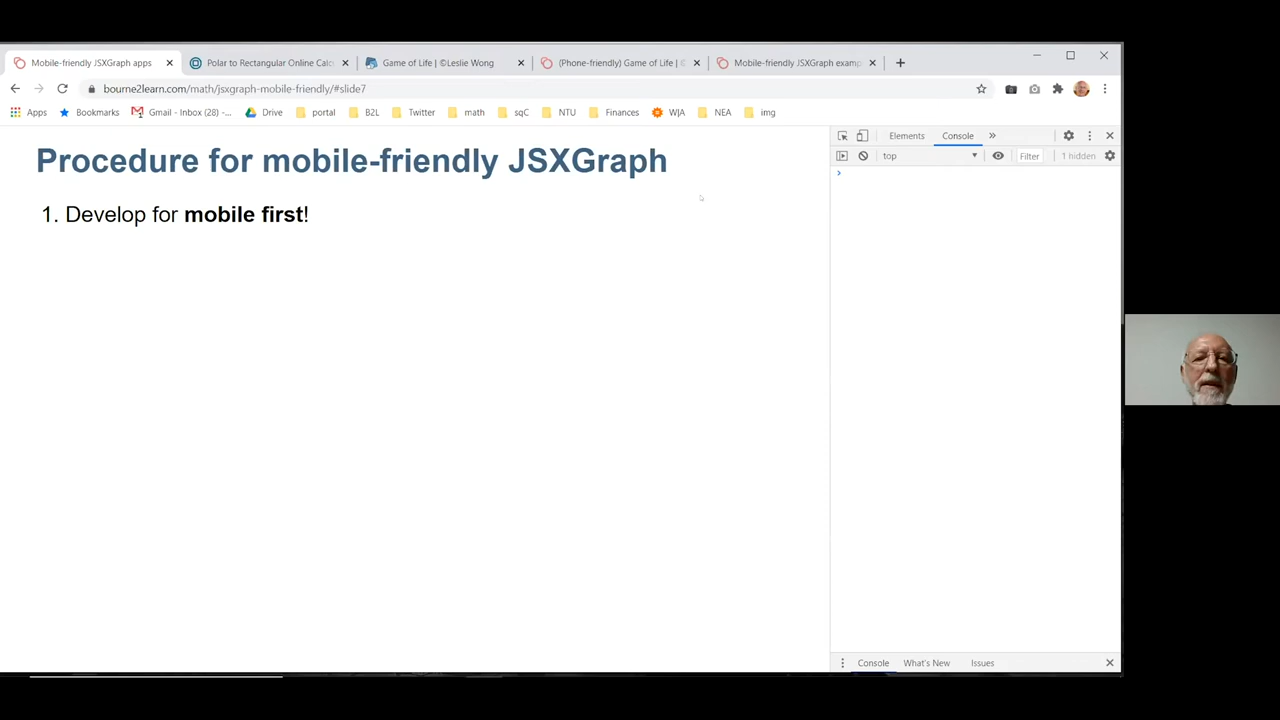 Mobile-friendly JSXGraph apps
Polar to Rectangular Online Calc
Game of Life | ©Leslie Wong
(Phone-friendly) Game of Life | ©
Mobile-friendly JSXGraph examp
bourne2learn.com/math/jsxgraph-mobile-friendly/#slide7
Apps Bookmarks Gmail - Inbox (28) -... Drive portal B2L Twitter math sqC NTU Finances WIA NEA img
Elements Console »
top Filter 1 hidden
Procedure for mobile-friendly JSXGraph
1. Develop for mobile first!
Console What's New Issues